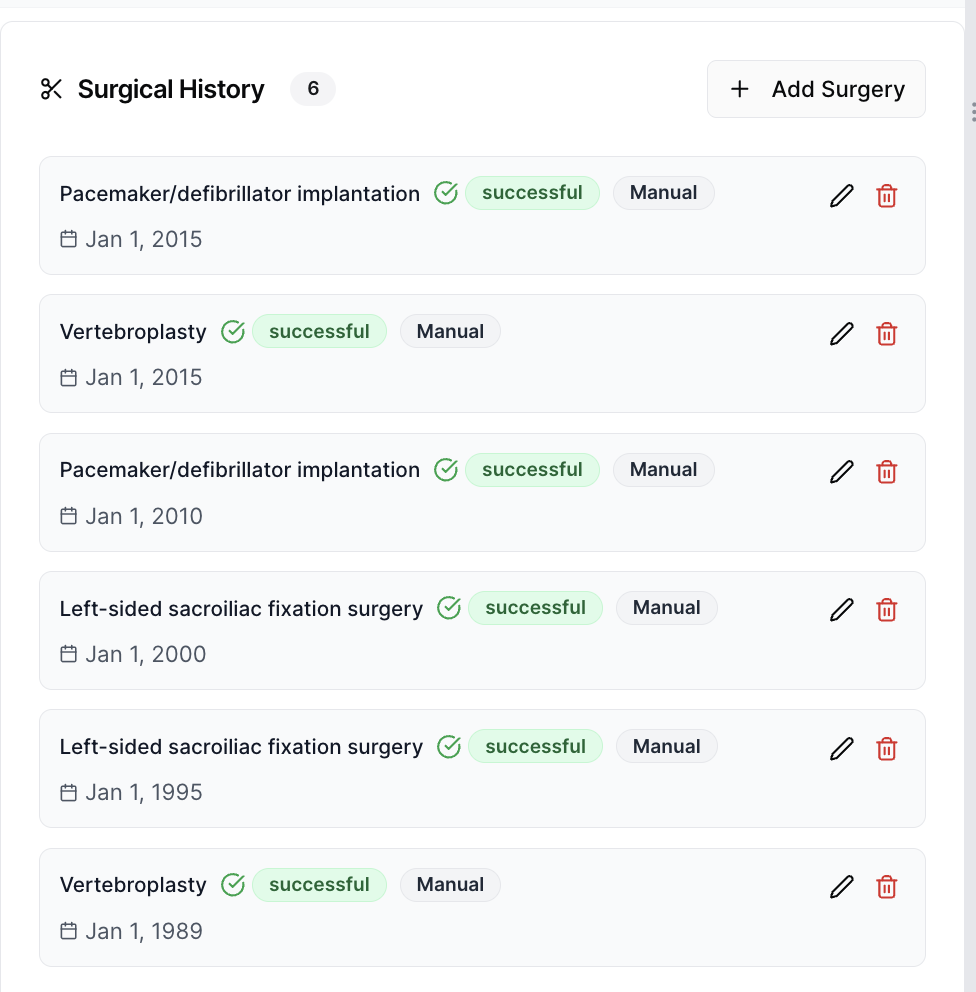 Surgical History 6 + Add Surgery
Pacemaker/defibrillator implantation successful Manual
Jan 1, 2015
Vertebroplasty successful Manual
Jan 1, 2015
Pacemaker/defibrillator implantation successful Manual
Jan 1, 2010
Left-sided sacroiliac fixation surgery successful Manual
Jan 1, 2000
Left-sided sacroiliac fixation surgery successful Manual
Jan 1, 1995
Vertebroplasty successful Manual
Jan 1, 1989